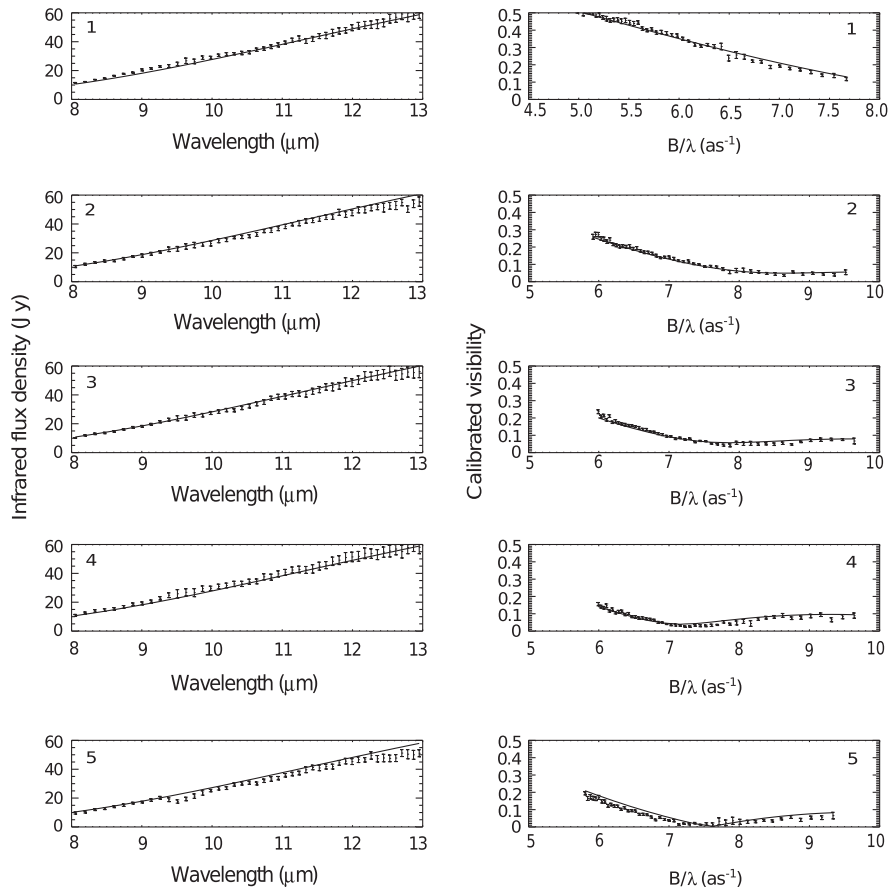 60
40
20
0
1
8 9 10 11 12 13
Wavelength (μm)
0.5
0.4
0.3
0.2
0.1
0
1
4.5 5.0 5.5 6.0 6.5 7.0 7.5 8.0
B/λ (as-1)
60
40
20
0
2
8 9 10 11 12 13
Wavelength (μm)
0.5
0.4
0.3
0.2
0.1
0
2
5 6 7 8 9 10
B/λ (as-1)
Infrared flux density (Jy)
Calibrated visibility
60
40
20
0
3
8 9 10 11 12 13
Wavelength (μm)
0.5
0.4
0.3
0.2
0.1
0
3
5 6 7 8 9 10
B/λ (as-1)
60
40
20
0
4
8 9 10 11 12 13
Wavelength (μm)
0.5
0.4
0.3
0.2
0.1
0
4
5 6 7 8 9 10
B/λ (as-1)
60
40
20
0
5
8 9 10 11 12 13
Wavelength (μm)
0.5
0.4
0.3
0.2
0.1
0
5
5 6 7 8 9 10
B/λ (as-1)